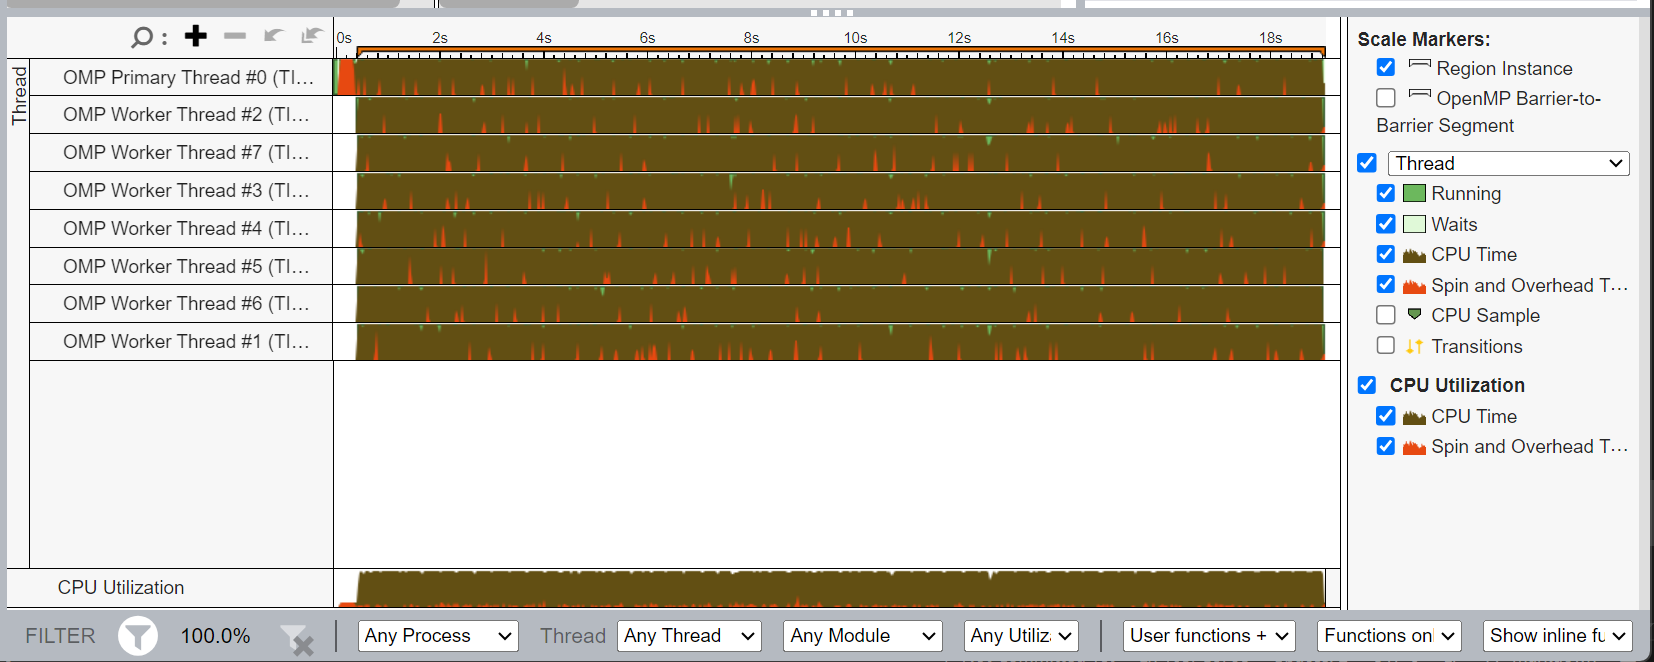 0s 2s 4s 6s 8s 10s 12s 14s 16s 18s
Thread
OMP Primary Thread #0 (TI...
OMP Worker Thread #2 (TI...
OMP Worker Thread #7 (TI...
OMP Worker Thread #3 (TI...
OMP Worker Thread #4 (TI...
OMP Worker Thread #5 (TI...
OMP Worker Thread #6 (TI...
OMP Worker Thread #1 (TI...
CPU Utilization
Scale Markers:
Region Instance
OpenMP Barrier-to-
Barrier Segment
Thread
Running
Waits
CPU Time
Spin and Overhead T...
CPU Sample
Transitions
CPU Utilization
CPU Time
Spin and Overhead T...
FILTER 100.0% Any Process Thread Any Thread Any Module Any Utiliz User functions + Functions onl Show inline fu